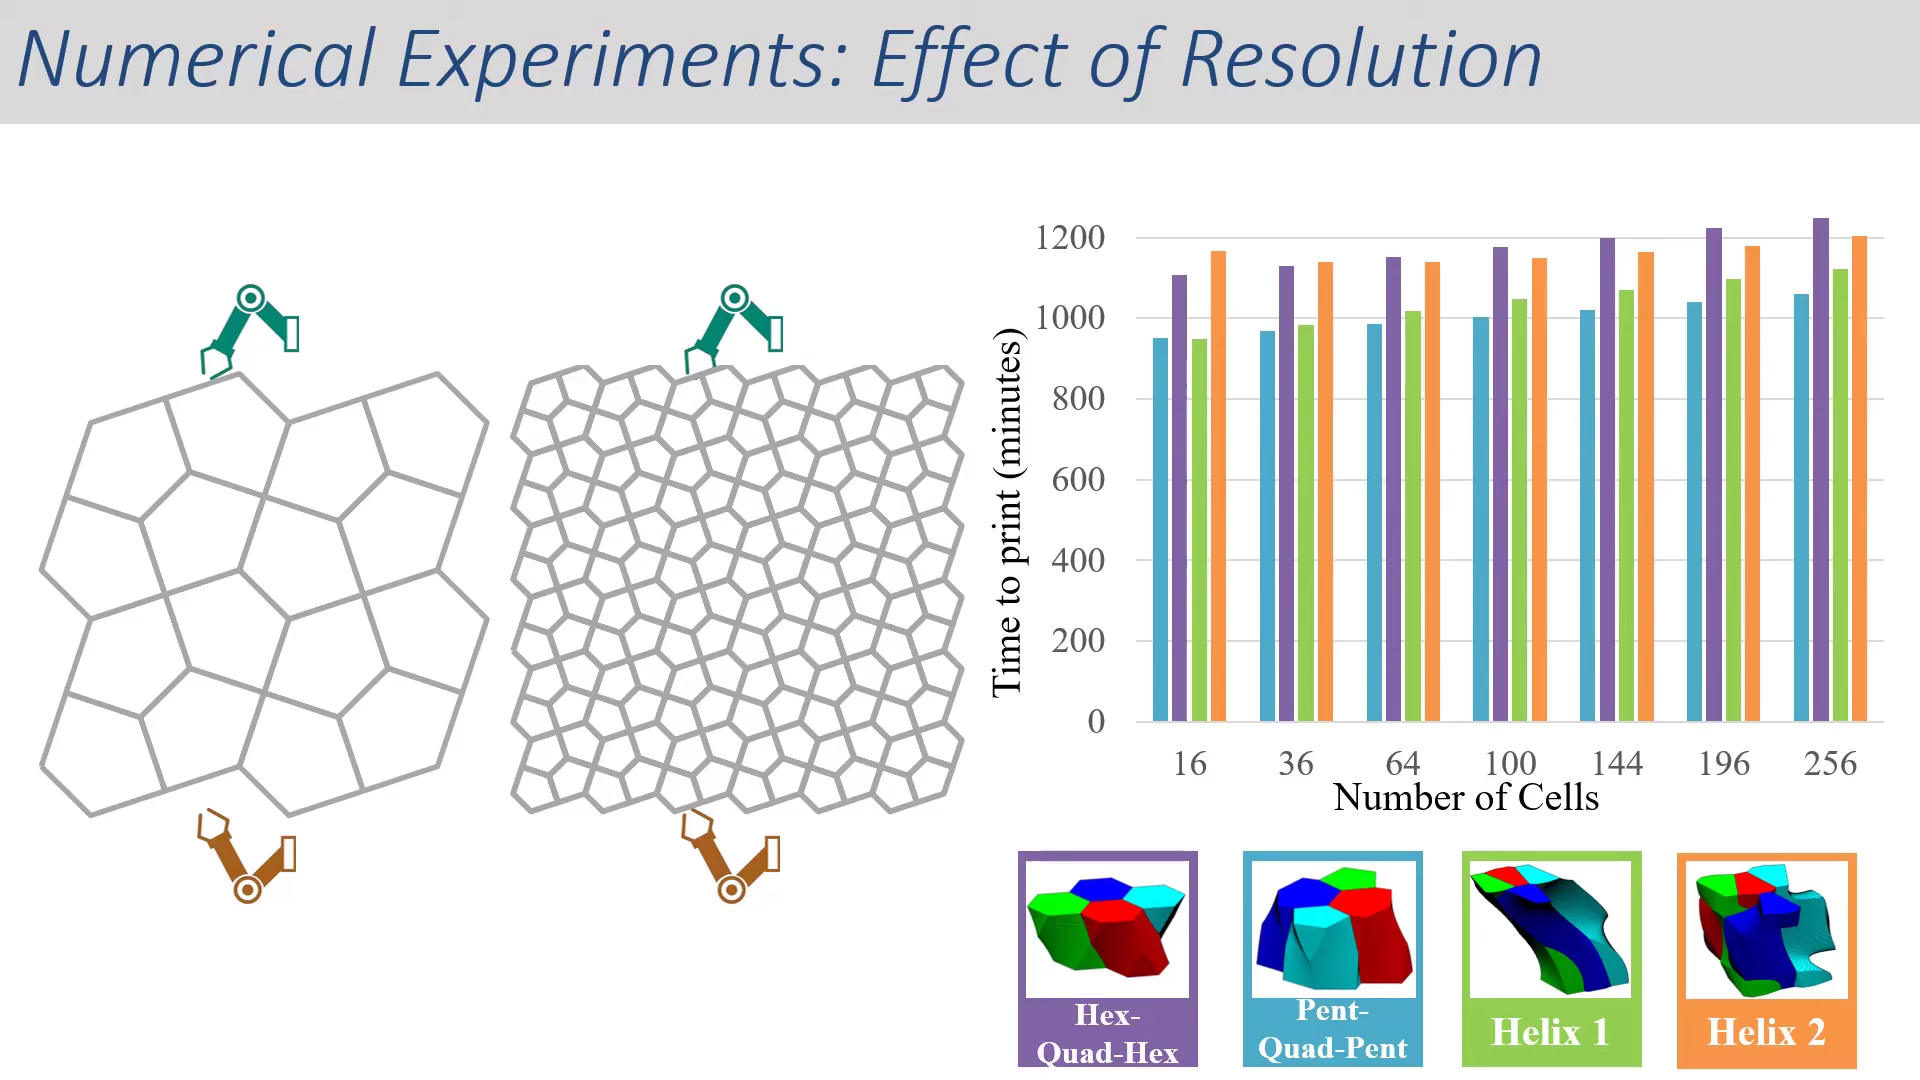 Numerical Experiments: Effect of Resolution
Time to print (minutes)
1200
1000
800
600
400
200
0
16 36 64 100 144 196 256
Number of Cells
Hex-
Quad-Hex
Pent-
Quad-Pent
Helix 1
Helix 2